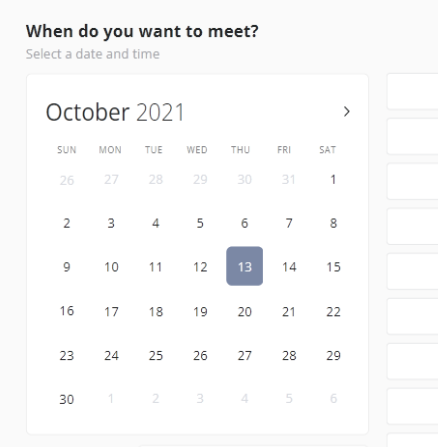 When do you want to meet?
Select a date and time
October 2021 >
SUN MON TUE WED THU FRI SAT
26 27 28 29 30 31 1
2 3 4 5 6 7 8
9 10 11 12 13 14 15
16 17 18 19 20 21 22
23 24 25 26 27 28 29
30 1 2 3 4 5 6